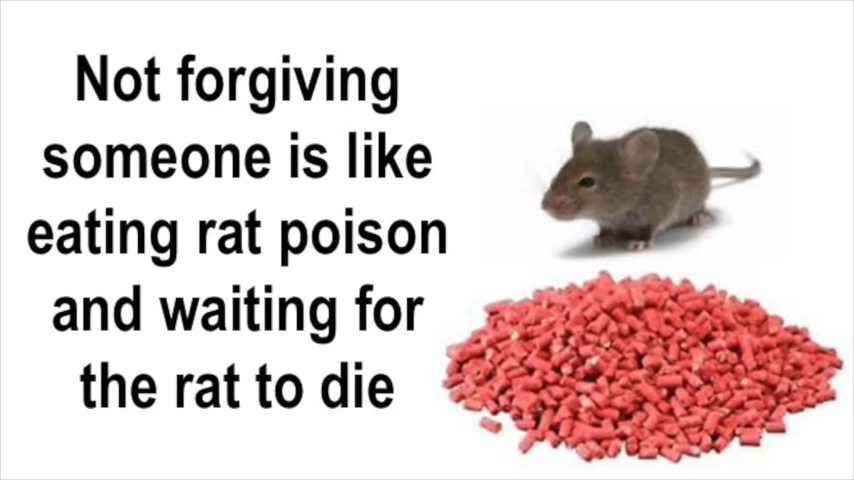 Not forgiving
someone is like
eating rat poison
and waiting for
the rat to die